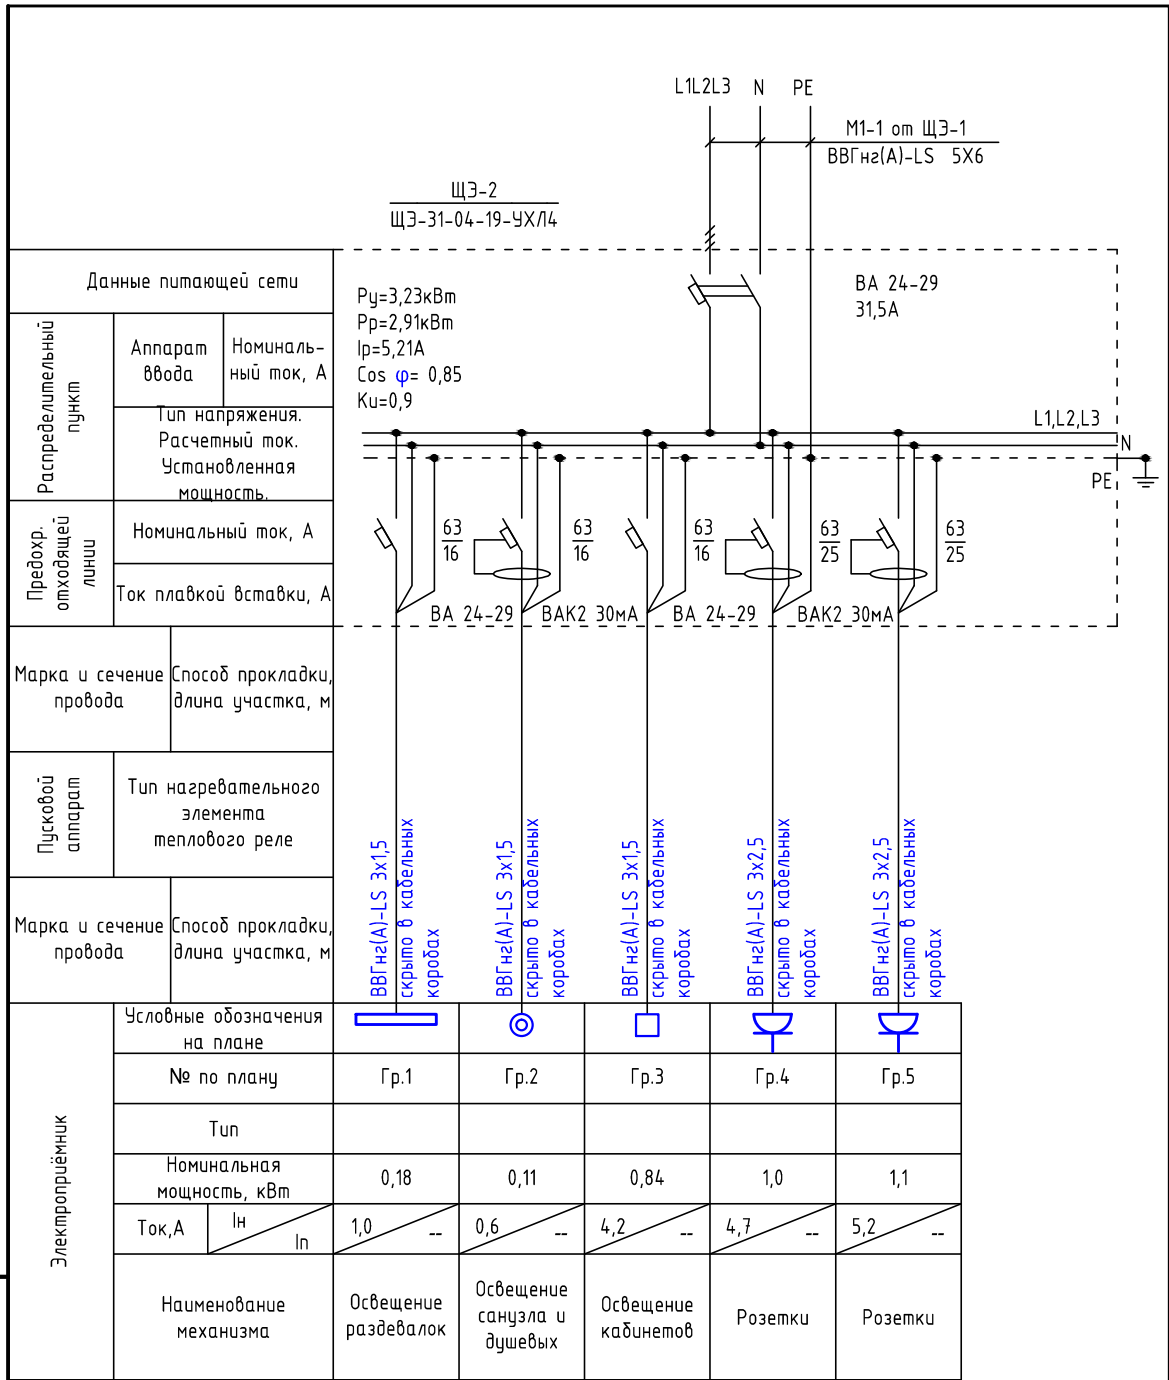 L1L2L3 N PE
М1-1 от ЩЭ-1
ВВГнг(А)-LS 5Х6
ЩЭ-2
ЩЭ-31-04-19-УХЛ4
Данные питающей сети
Ру=3,23кВт
Рр=2,91кВт
Iр=5,21А
Cos φ= 0,85
Ки=0,9
ВА 24-29
31,5А
Распределительный
пункт
Аппарат
ввода
Номиналь-
ный ток, А
Тип напряжения.
Расчетный ток.
Установленная
мощность.
L1,L2,L3
N
PE
Предохр.
отходящей
линии
Номинальный ток, А
Ток плавкой вставки, А
63
16
63
16
63
16
63
25
63
25
ВА 24-29
ВАК2 30мА
ВА 24-29
ВАК2 30мА
Марка и сечение
провода
Способ прокладки,
длина участка, м
Пусковой
аппарат
Тип нагревательного
элемента
теплового реле
Марка и сечение
провода
Способ прокладки,
длина участка, м
ВВГнг(А)-LS 3х1,5
скрыто в кабельных
коробах
ВВГнг(А)-LS 3х1,5
скрыто в кабельных
коробах
ВВГнг(А)-LS 3х1,5
скрыто в кабельных
коробах
ВВГнг(А)-LS 3х2,5
скрыто в кабельных
коробах
ВВГнг(А)-LS 3х2,5
скрыто в кабельных
коробах
Электроприёмник
Условные обозначения
на плане
№ по плану
Гр.1 Гр.2 Гр.3 Гр.4 Гр.5
Тип
Номинальная
мощность, кВт
0,18 0,11 0,84 1,0 1,1
Ток,А
Iн
Iп
1,0 -- 0,6 -- 4,2 -- 4,7 -- 5,2 --
Наименование
механизма
Освещение
раздевалок
Освещение
санузла и
душевых
Освещение
кабинетов
Розетки
Розетки